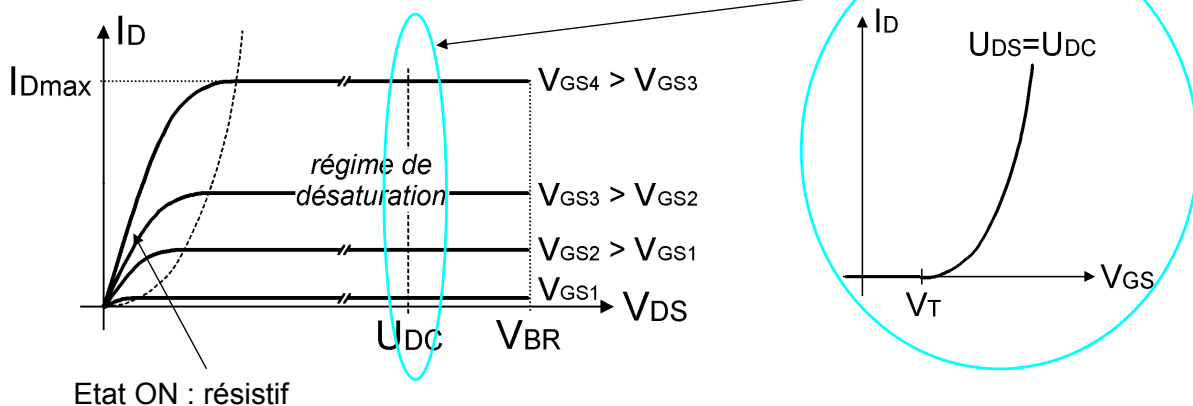 ID
IDmax
régime de
désaturation
VGS4 > VGS3
VGS3 > VGS2
VGS2 > VGS1
VGS1
VDS
UDC
VBR
Etat ON : résistif
ID
UDS=UDC
VGS
VT